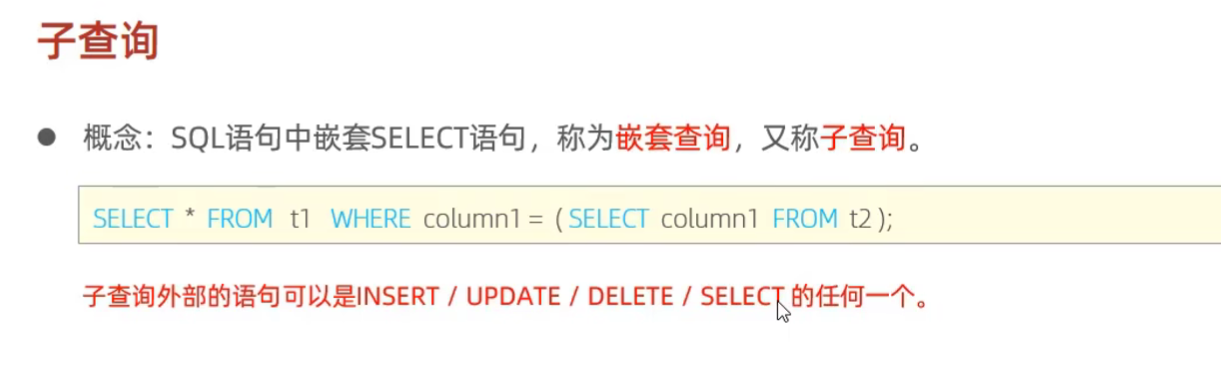 子查询
● 概念：SQL语句中嵌套SELECT语句，称为嵌套查询，又称子查询。
SELECT * FROM t1 WHERE column1 = ( SELECT column1 FROM t2 );
子查询外部的语句可以是INSERT / UPDATE / DELETE / SELECT 的任何一个。